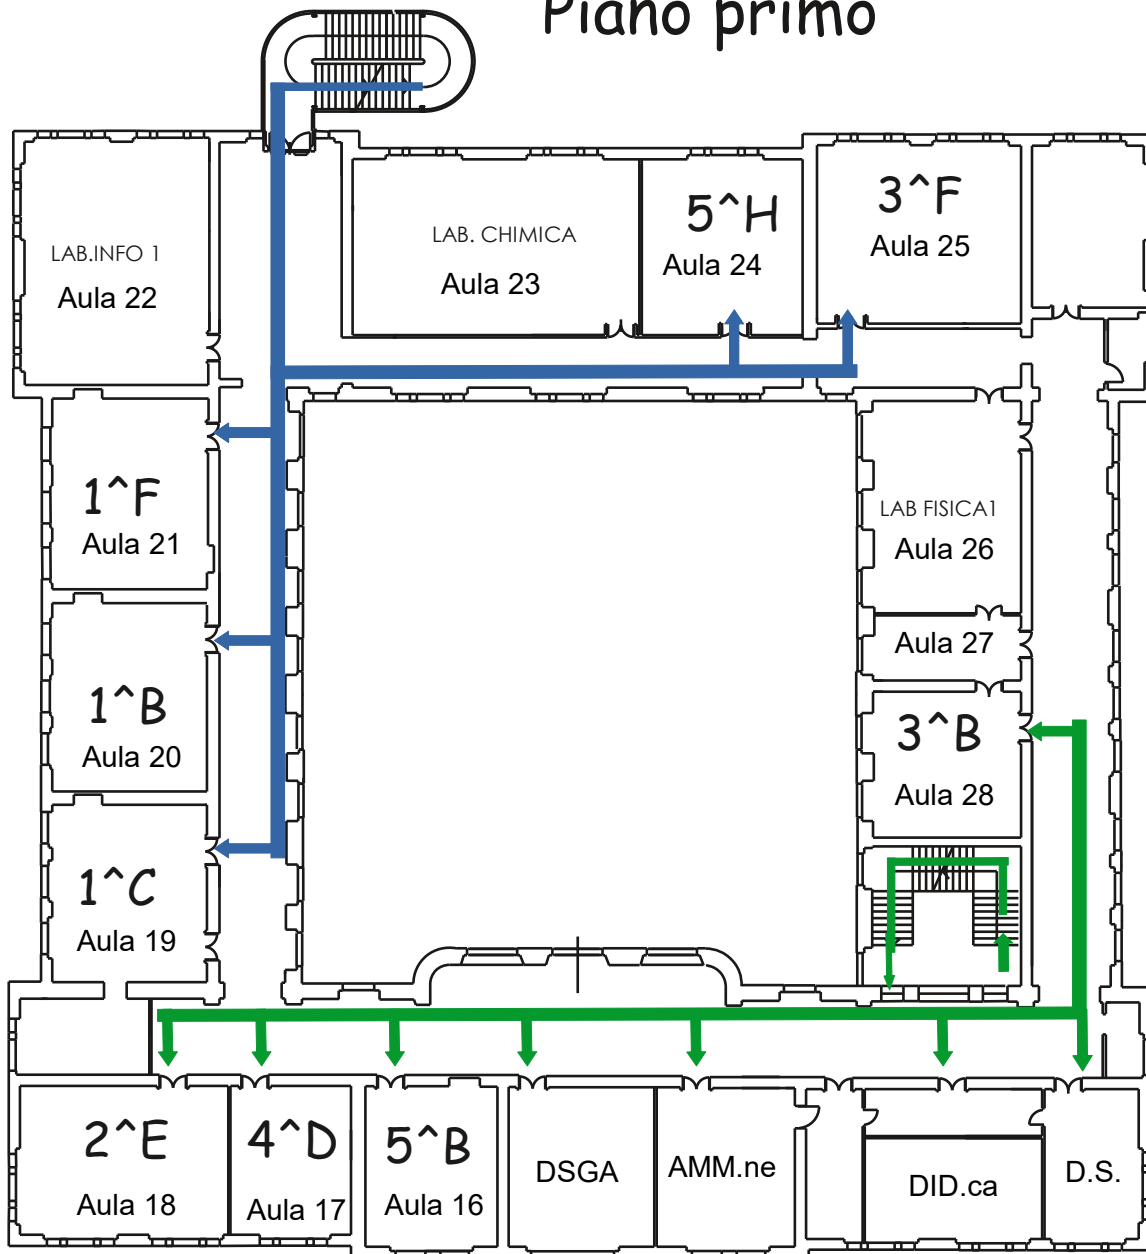 Piano primo
3^F
5^H
LAB. CHIMICA
Aula 25
LAB.INFO 1
Aula 24
Aula 23
Aula 22
1^F
LAB FISICA1
Aula 21
Aula 26
Aula 27
1^B
3^B
Aula 20
Aula 28
1^C
Aula 19
2^E
4^D
5^B
DSGA
AMM.ne
DID.ca
D.S.
Aula 18
Aula 17
Aula 16